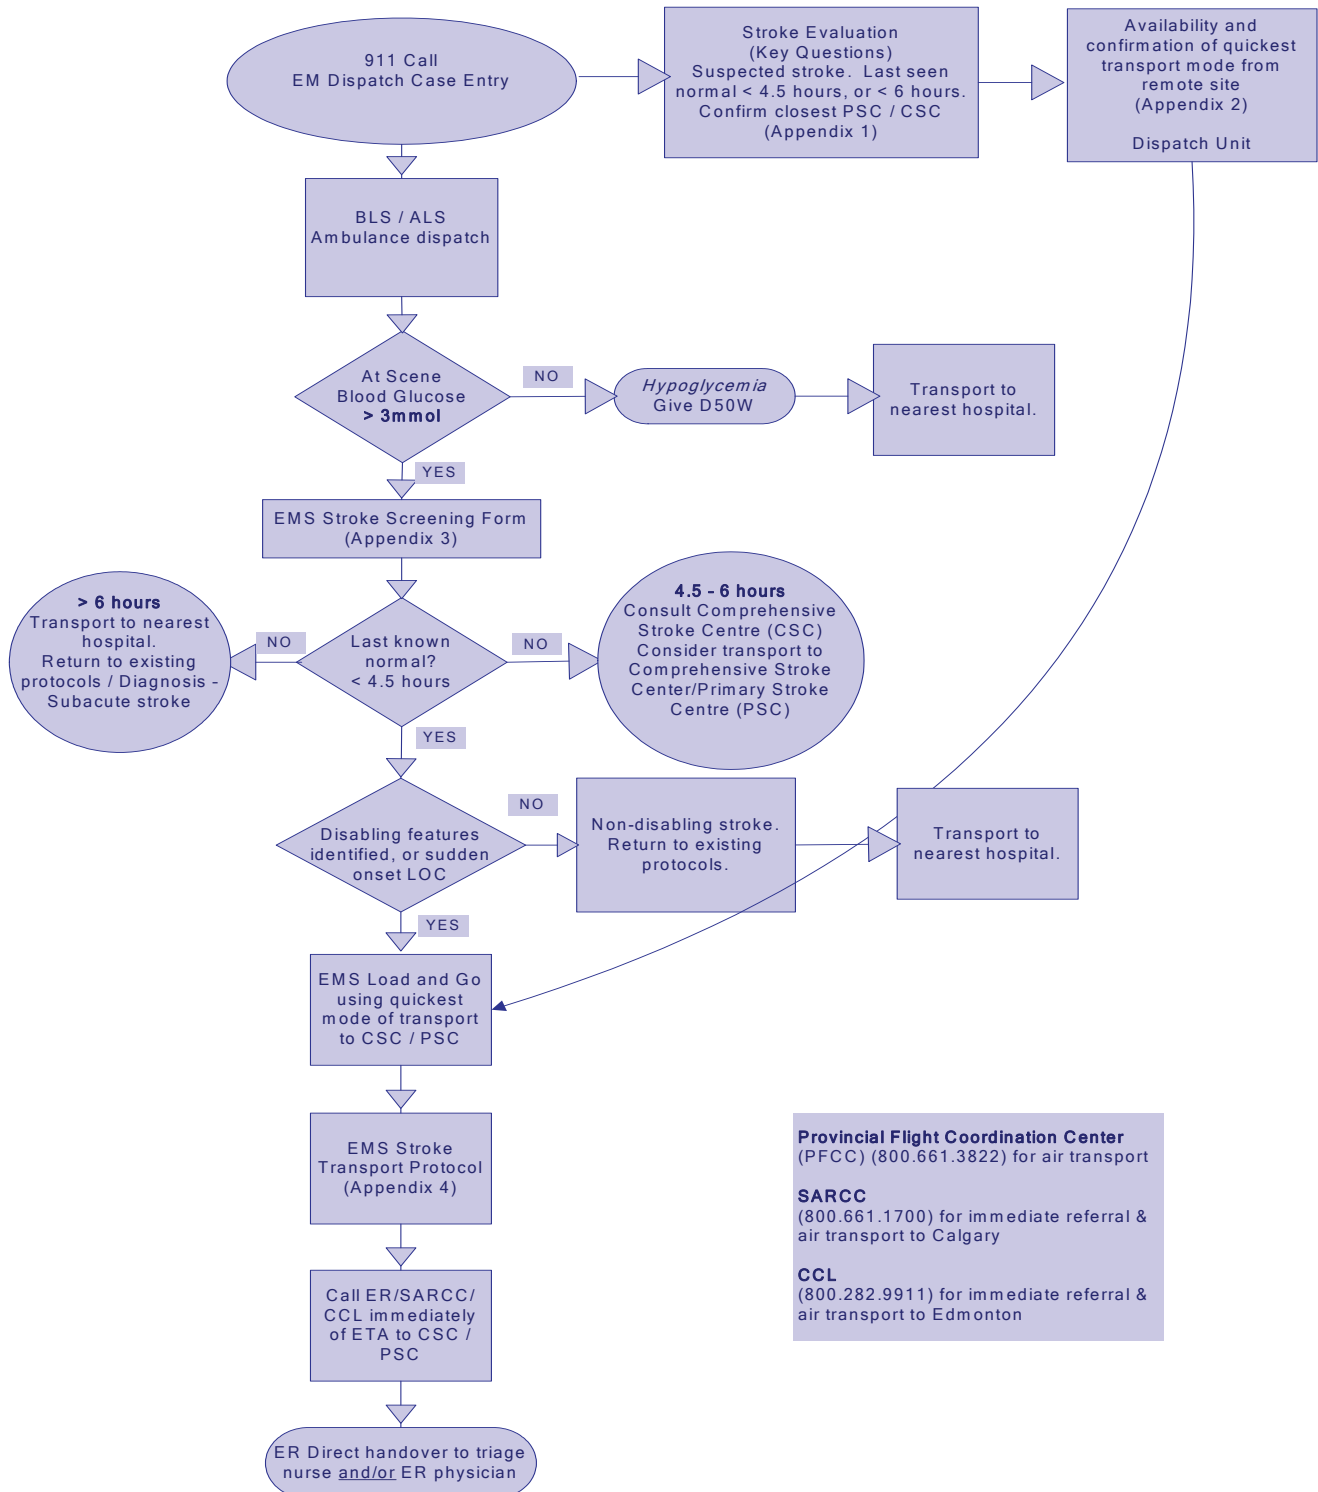 911 Call
EM Dispatch Case Entry
Stroke Evaluation
(Key Questions)
Suspected stroke. Last seen
normal < 4.5 hours, or < 6 hours.
Confirm closest PSC / CSC
(Appendix 1)
Availability and
confirmation of quickest
transport mode from
remote site
(Appendix 2)
Dispatch Unit
BLS / ALS
Ambulance dispatch
At Scene
Blood Glucose
> 3mmol
NO
Hypoglycemia
Give D50W
Transport to
nearest hospital.
YES
EMS Stroke Screening Form
(Appendix 3)
> 6 hours
Transport to nearest
hospital.
Return to existing
protocols / Diagnosis -
Subacute stroke
NO
Last known
normal?
< 4.5 hours
NO
4.5 - 6 hours
Consult Comprehensive
Stroke Centre (CSC)
Consider transport to
Comprehensive Stroke
Center/Primary Stroke
Centre (PSC)
YES
Disabling features
identified, or sudden
onset LOC
NO
Non-disabling stroke.
Return to existing
protocols.
Transport to
nearest hospital.
YES
EMS Load and Go
using quickest
mode of transport
to CSC / PSC
EMS Stroke
Transport Protocol
(Appendix 4)
Call ER/SARCC/
CCL immediately
of ETA to CSC /
PSC
ER Direct handover to triage
nurse and/or ER physician
Provincial Flight Coordination Center
(PFCC) (800.661.3822) for air transport
SARCC
(800.661.1700) for immediate referral &
air transport to Calgary
CCL
(800.282.9911) for immediate referral &
air transport to Edmonton